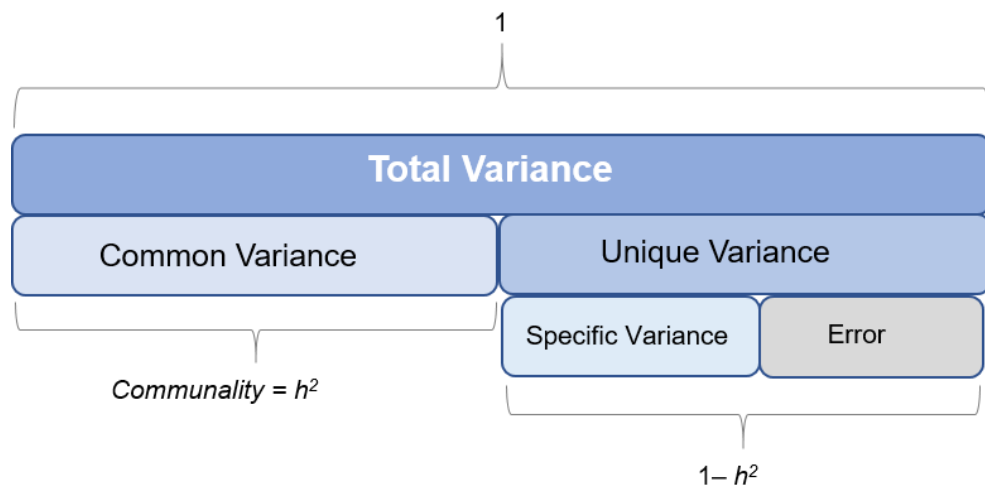 1
Total Variance
Common Variance
Unique Variance
Specific Variance
Error
Communality = h²
1– h²